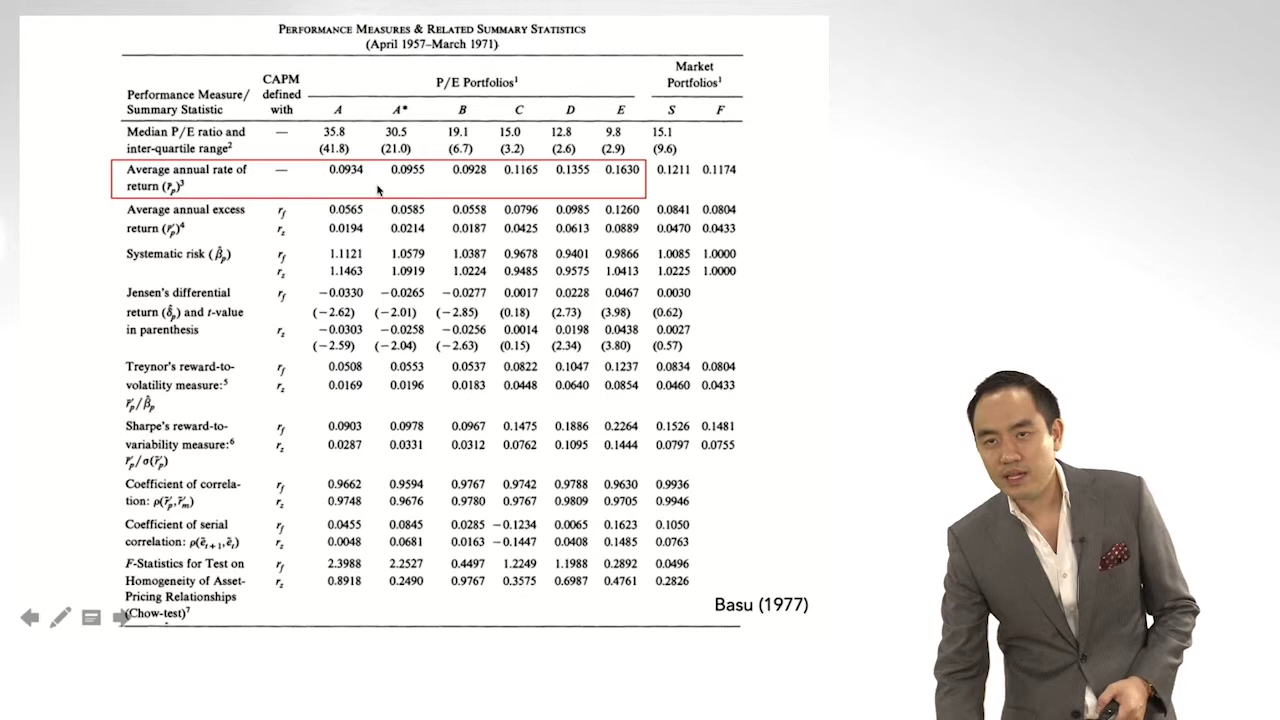 PERFORMANCE MEASURES & RELATED SUMMARY STATISTICS
(April 1957–March 1971)
Performance Measure/ Summary Statistic CAPM defined with P/E Portfolios¹ Market Portfolios¹
A A* B C D E S F
Median P/E ratio and — 35.8 30.5 19.1 15.0 12.8 9.8 15.1
inter-quartile range² (41.8) (21.0) (6.7) (3.2) (2.6) (2.9) (9.6)
Average annual rate of — 0.0934 0.0955 0.0928 0.1165 0.1355 0.1630 0.1211 0.1174
return (r̄p)³
Average annual excess rf 0.0565 0.0585 0.0558 0.0796 0.0985 0.1260 0.0841 0.0804
return (r̄′p)⁴ rz 0.0194 0.0214 0.0187 0.0425 0.0613 0.0889 0.0470 0.0433
Systematic risk (β̂p) rf 1.1121 1.0579 1.0387 0.9678 0.9401 0.9866 1.0085 1.0000
rz 1.1463 1.0919 1.0224 0.9485 0.9575 1.0413 1.0225 1.0000
Jensen's differential rf −0.0330 −0.0265 −0.0277 0.0017 0.0228 0.0467 0.0030
return (δ̂p) and t-value (−2.62) (−2.01) (−2.85) (0.18) (2.73) (3.98) (0.62)
in parenthesis rz −0.0303 −0.0258 −0.0256 0.0014 0.0198 0.0438 0.0027
(−2.59) (−2.04) (−2.63) (0.15) (2.34) (3.80) (0.57)
Treynor's reward-to- rf 0.0508 0.0553 0.0537 0.0822 0.1047 0.1237 0.0834 0.0804
volatility measure:⁵ rz 0.0169 0.0196 0.0183 0.0448 0.0640 0.0854 0.0460 0.0433
r̄′p/β̂p
Sharpe's reward-to- rf 0.0903 0.0978 0.0967 0.1475 0.1886 0.2264 0.1526 0.1481
variability measure:⁶ rz 0.0287 0.0331 0.0312 0.0762 0.1095 0.1444 0.0797 0.0755
r̄′p/σ(r̃′p)
Coefficient of correla- rf 0.9662 0.9594 0.9767 0.9742 0.9788 0.9630 0.9936
tion: ρ(r̃′p,r̃′m) rz 0.9748 0.9676 0.9780 0.9767 0.9809 0.9705 0.9946
Coefficient of serial rf 0.0455 0.0845 0.0285 −0.1234 0.0065 0.1623 0.1050
correlation: ρ(ẽt+1,ẽt) rz 0.0048 0.0681 0.0163 −0.1447 0.0408 0.1485 0.0763
F-Statistics for Test on rf 2.3988 2.2527 0.4497 1.2249 1.1988 0.2892 0.0496
Homogeneity of Asset- rz 0.8918 0.2490 0.9767 0.3575 0.6987 0.4761 0.2826
Pricing Relationships
(Chow-test)⁷
Basu (1977)